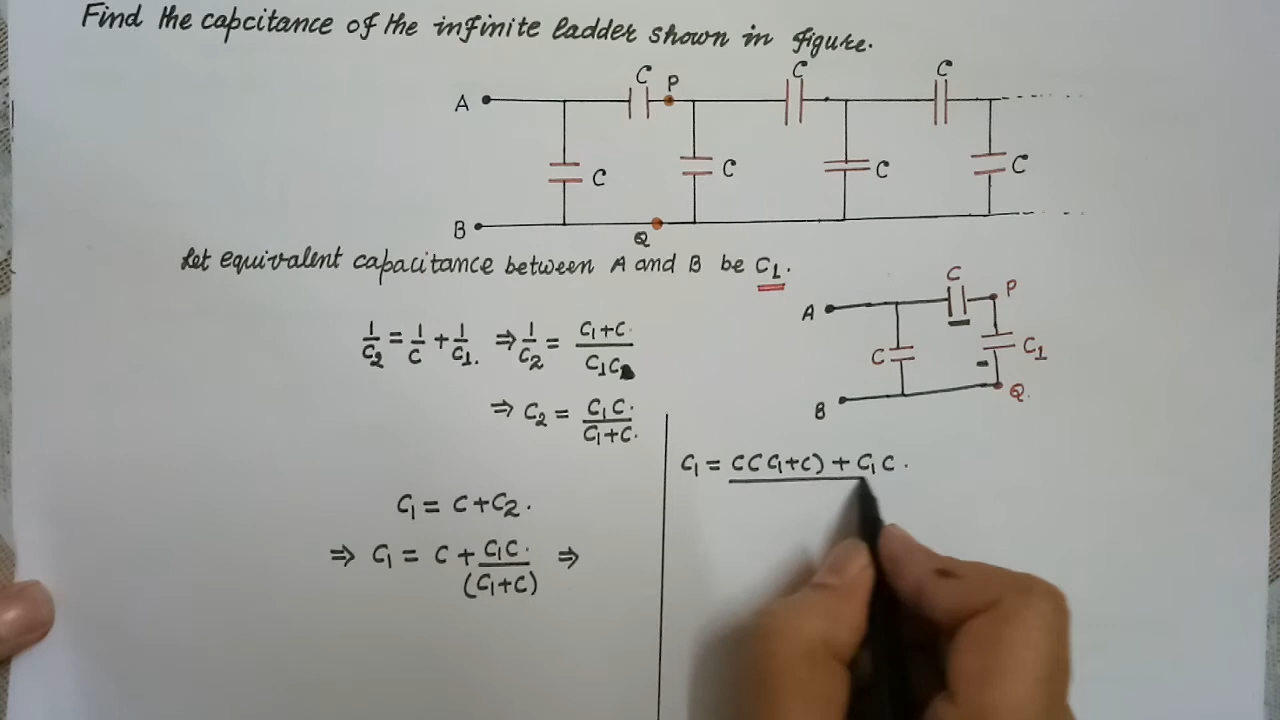 Find the capcitance of the infinite ladder shown in figure.
C P C C
A
C C C C
B
Q
Let equivalent capacitance between A and B be C1.
C
A P
C C1
B Q.
1/C2 = 1/C + 1/C1. ⇒ 1/C2 = C1+C/C1C
⇒ C2 = C1C./C1+C.
C1 = C + C2.
⇒ C1 = C + C1C./(C1+C) ⇒
C1 = C(C1+C) + C1C.